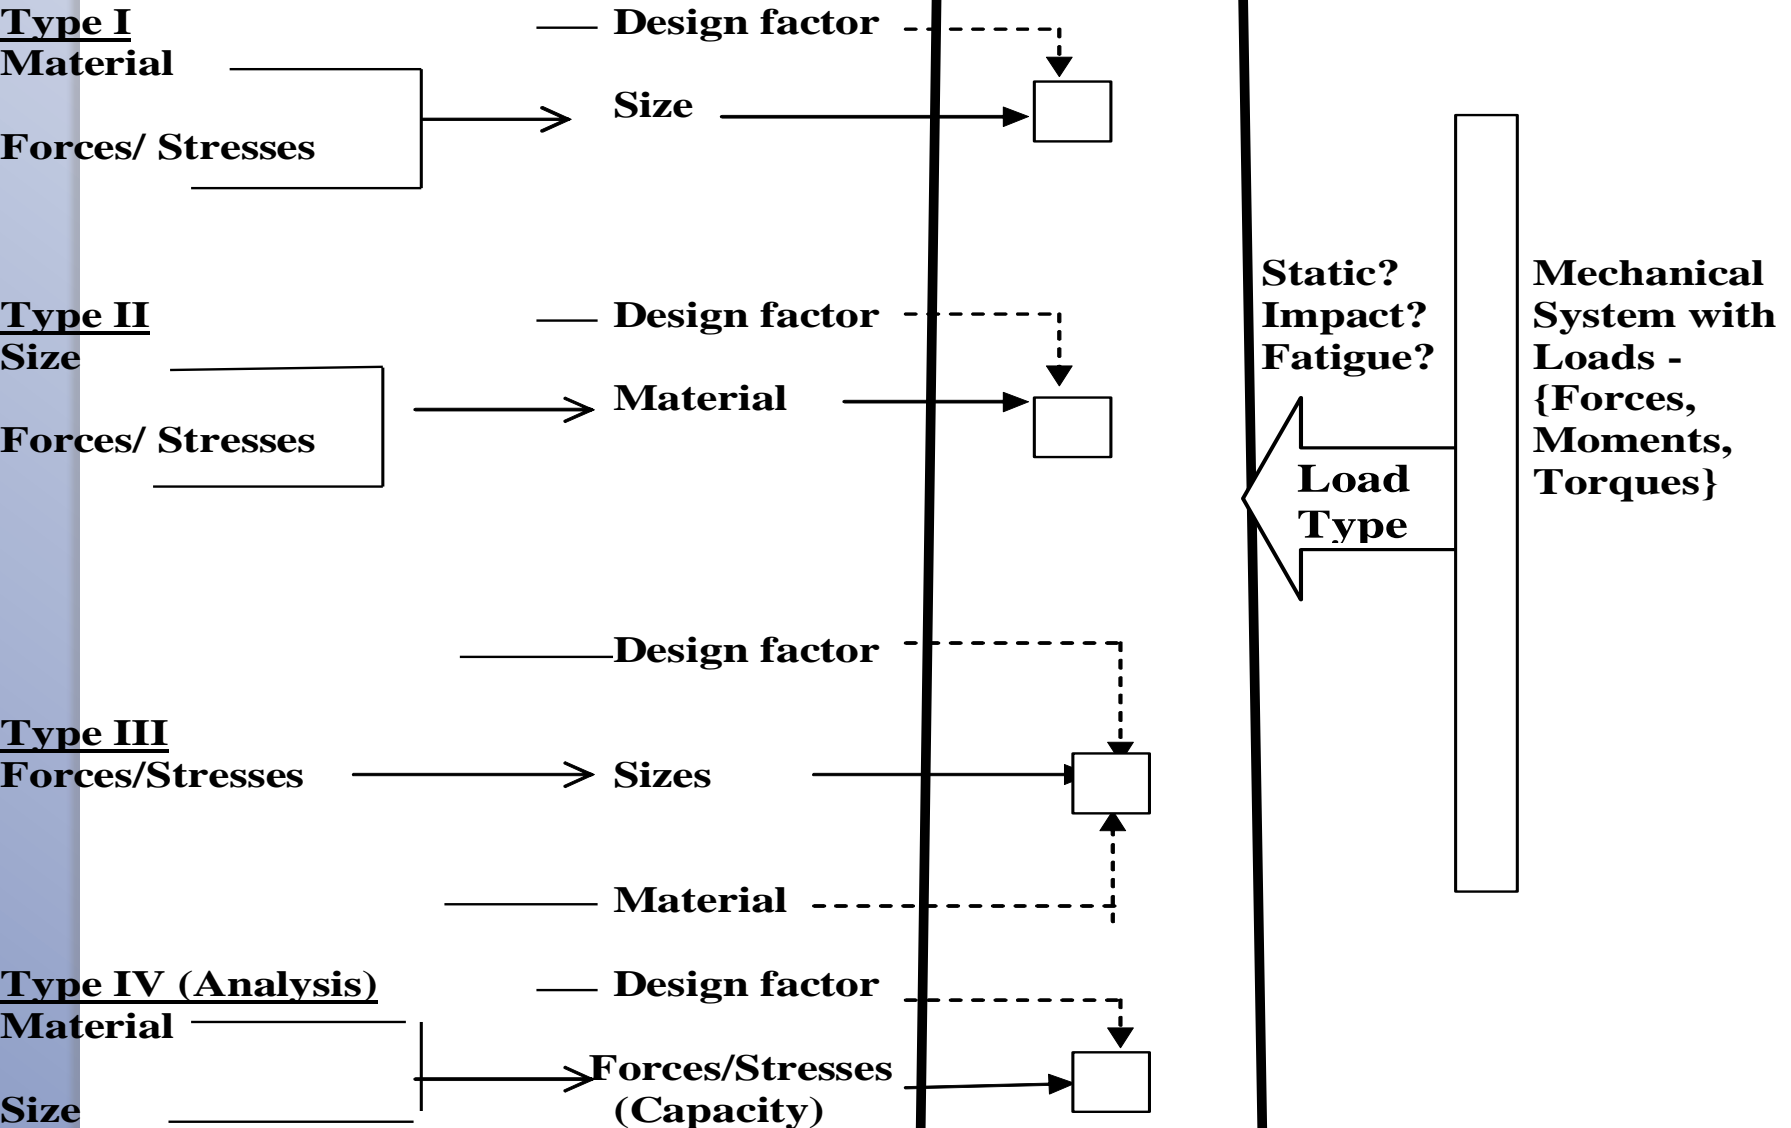 Type I
Material
Forces/ Stresses
Design factor
Size
Type II
Size
Forces/ Stresses
Design factor
Material
Type III
Forces/Stresses
Design factor
Sizes
Material
Type IV (Analysis)
Material
Size
Design factor
Forces/Stresses
(Capacity)
Static?
Impact?
Fatigue?
Load
Type
Mechanical
System with
Loads -
{Forces,
Moments,
Torques}